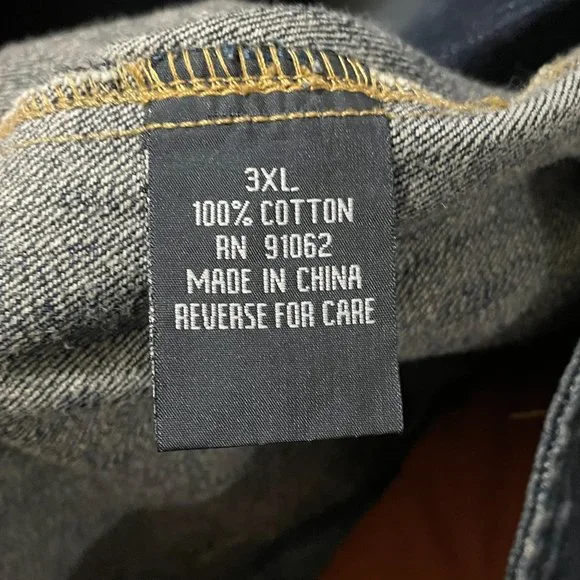 3XL
100% COTTON
RN 91062
MADE IN CHINA
REVERSE FOR CARE